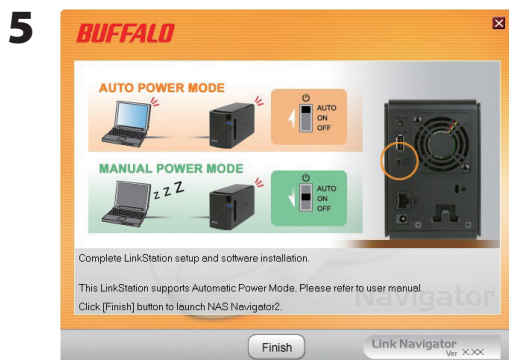 5
BUFFALO
AUTO POWER MODE
AUTO
ON
OFF
MANUAL POWER MODE
zzZ
AUTO
ON
OFF
Complete LinkStation setup and software installation.
This LinkStation supports Automatic Power Mode. Please refer to user manual.
Click [Finish] button to launch NAS Navigator2.
Navigator
Finish
Link Navigator
Ver X.XX